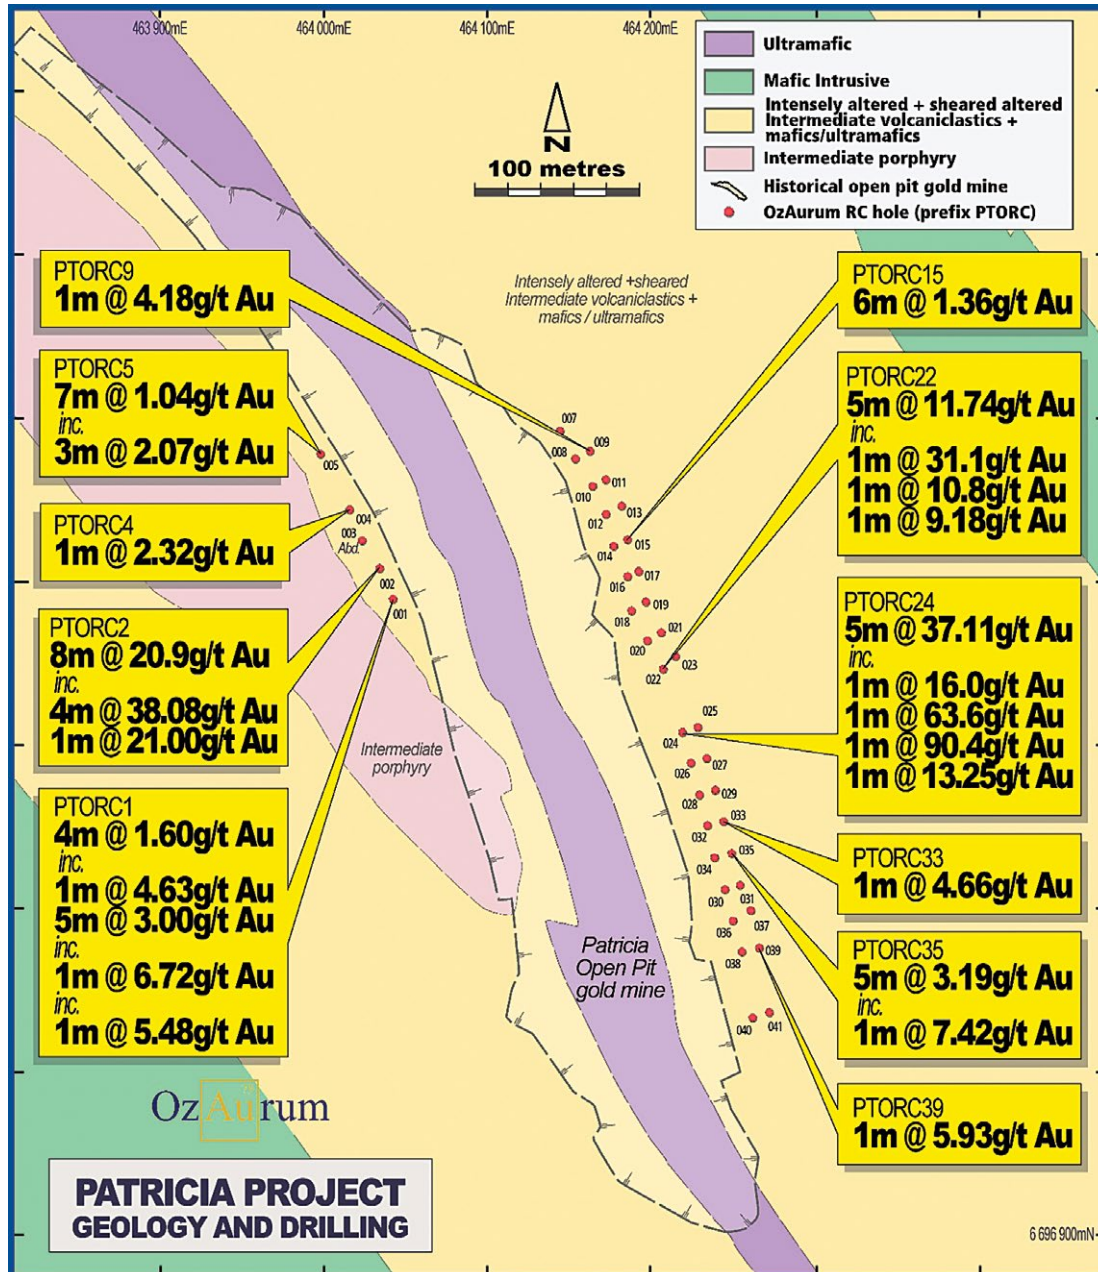 463 900mE
464 000mE
464 100mE
464 200mE
Ultramafic
Mafic Intrusive
Intensely altered + sheared altered
Intermediate volcaniclastics +
mafics/ultramafics
Intermediate porphyry
Historical open pit gold mine
OzAurum RC hole (prefix PTORC)
N
100 metres
Intensely altered +sheared
Intermediate volcaniclastics +
mafics / ultramafics
PTORC9
1m @ 4.18g/t Au
PTORC5
7m @ 1.04g/t Au
inc.
3m @ 2.07g/t Au
PTORC4
1m @ 2.32g/t Au
PTORC2
8m @ 20.9g/t Au
inc.
4m @ 38.08g/t Au
1m @ 21.00g/t Au
PTORC1
4m @ 1.60g/t Au
inc.
1m @ 4.63g/t Au
5m @ 3.00g/t Au
inc.
1m @ 6.72g/t Au
inc.
1m @ 5.48g/t Au
005
004
003
Abd.
002
001
Intermediate
porphyry
007
009
008
011
010
013
012
015
014
017
016
019
018
021
020
023
022
025
024
027
026
029
028
033
032
035
034
031
030
037
036
039
038
041
040
Patricia
Open Pit
gold mine
PTORC15
6m @ 1.36g/t Au
PTORC22
5m @ 11.74g/t Au
inc.
1m @ 31.1g/t Au
1m @ 10.8g/t Au
1m @ 9.18g/t Au
PTORC24
5m @ 37.11g/t Au
inc.
1m @ 16.0g/t Au
1m @ 63.6g/t Au
1m @ 90.4g/t Au
1m @ 13.25g/t Au
PTORC33
1m @ 4.66g/t Au
PTORC35
5m @ 3.19g/t Au
inc.
1m @ 7.42g/t Au
PTORC39
1m @ 5.93g/t Au
OzAurum
PATRICIA PROJECT
GEOLOGY AND DRILLING
6 696 900mN